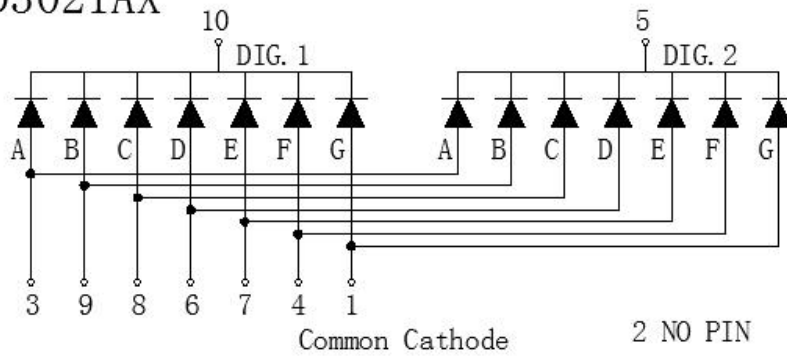 10 5
DIG. 1 DIG. 2
A B C D E F G A B C D E F G
3 9 8 6 7 4 1
Common Cathode 2 NO PIN